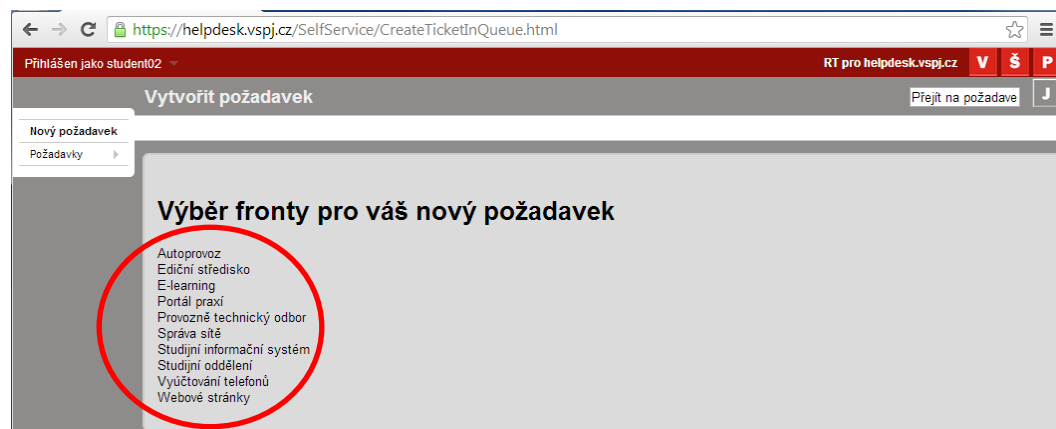 https://helpdesk.vspj.cz/SelfService/CreateTicketInQueue.html
Přihlášen jako student02
RT pro helpdesk.vspj.cz V Š P
Vytvořit požadavek
Přejít na požadave J
Nový požadavek
Požadavky
Výběr fronty pro váš nový požadavek
Autoprovoz
Ediční středisko
E-learning
Portál praxí
Provozně technický odbor
Správa sítě
Studijní informační systém
Studijní oddělení
Vyúčtování telefonů
Webové stránky